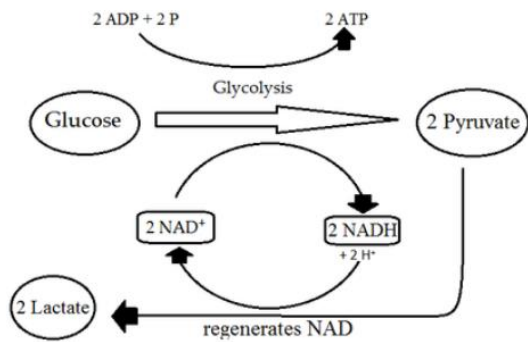 2 ADP + 2 P
2 ATP
Glycolysis
Glucose
2 Pyruvate
2 NAD⁺
2 NADH
+ 2 H⁺
2 Lactate
regenerates NAD